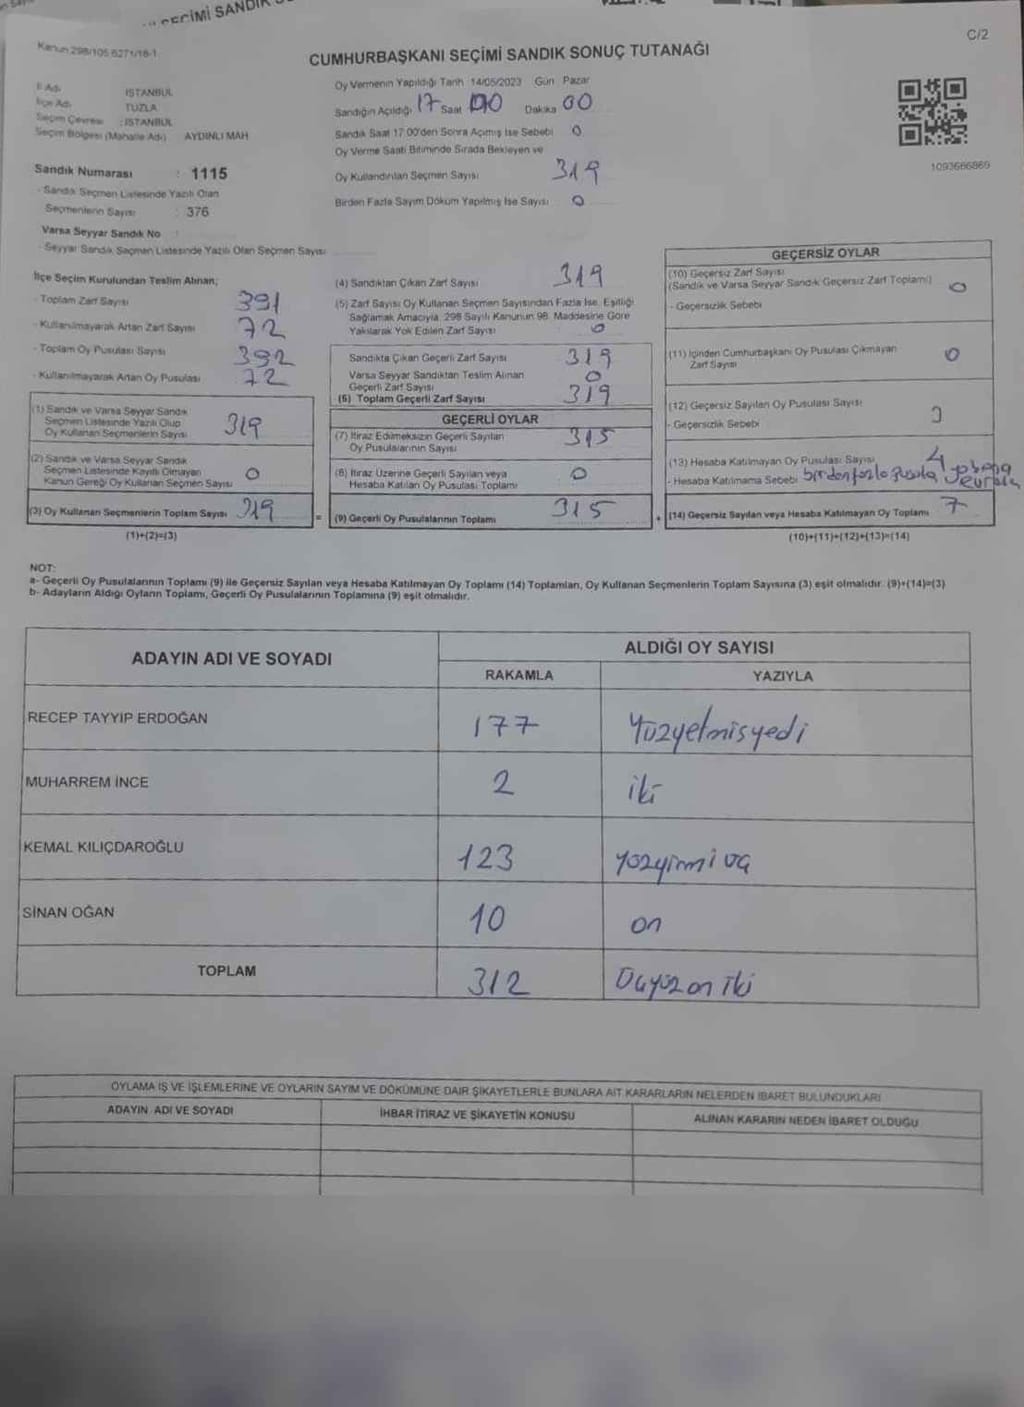 SEÇİMİ SANDIK
Kanun 298/105 6271/18-1
C/2
CUMHURBAŞKANI SEÇİMİ SANDIK SONUÇ TUTANAĞI
İl Adı İSTANBUL
İlçe Adı TUZLA
Seçim Çevresi : İSTANBUL
Seçim Bölgesi (Mahalle Adı) AYDINLI MAH
Sandık Numarası : 1115
- Sandık Seçmen Listesinde Yazılı Olan
Seçmenlerin Sayısı : 376
Varsa Seyyar Sandık No
- Seyyar Sandık Seçmen Listesinde Yazılı Olan Seçmen Sayısı
Oy Vermenin Yapıldığı Tarih 14/05/2023 Gün Pazar
Sandığın Açıldığı 17 Saat 00 Dakika 00
Sandık Saat 17.00'den Sonra Açılmış İse Sebebi 0
Oy Verme Saati Bitiminde Sırada Bekleyen ve
Oy Kullandırılan Seçmen Sayısı 319
Birden Fazla Sayım Döküm Yapılmış İse Sayısı 0
1093666869
İlçe Seçim Kurulundan Teslim Alınan;
- Toplam Zarf Sayısı 391
- Kullanılmayarak Artan Zarf Sayısı 72
- Toplam Oy Pusulası Sayısı 392
- Kullanılmayarak Artan Oy Pusulası 72
(1) Sandık ve Varsa Seyyar Sandık
Seçmen Listesinde Yazılı Olup
Oy Kullanan Seçmenlerin Sayısı 319
(2) Sandık ve Varsa Seyyar Sandık
Seçmen Listesinde Kayıtlı Olmayan
Kanun Gereği Oy Kullanan Seçmen Sayısı 0
(3) Oy Kullanan Seçmenlerin Toplam Sayısı 319 =
(1)+(2)=(3)
(4) Sandıktan Çıkan Zarf Sayısı 319
(5) Zarf Sayısı Oy Kullanan Seçmen Sayısından Fazla İse, Eşitliği
Sağlamak Amacıyla, 298 Sayılı Kanunun 98. Maddesine Göre
Yakılarak Yok Edilen Zarf Sayısı 0
Sandıkta Çıkan Geçerli Zarf Sayısı 319
Varsa Seyyar Sandıktan Teslim Alınan
Geçerli Zarf Sayısı 0
(6) Toplam Geçerli Zarf Sayısı 319
GEÇERLİ OYLAR
(7) İtiraz Edilmeksizin Geçerli Sayılan
Oy Pusulalarının Sayısı 315
(8) İtiraz Üzerine Geçerli Sayılan veya
Hesaba Katılan Oy Pusulası Toplamı 0
(9) Geçerli Oy Pusulalarının Toplamı 315 +
GEÇERSİZ OYLAR
(10) Geçersiz Zarf Sayısı
(Sandık ve Varsa Seyyar Sandık Geçersiz Zarf Toplamı) 0
- Geçersizlik Sebebi
(11) İçinden Cumhurbaşkanı Oy Pusulası Çıkmayan
Zarf Sayısı 0
(12) Geçersiz Sayılan Oy Pusulası Sayısı 3
- Geçersizlik Sebebi
(13) Hesaba Katılmayan Oy Pusulası Sayısı 4
- Hesaba Katılmama Sebebi birden fazla pusula
(14) Geçersiz Sayılan veya Hesaba Katılmayan Oy Toplamı 7
(10)+(11)+(12)+(13)=(14)
NOT:
a- Geçerli Oy Pusulalarının Toplamı (9) ile Geçersiz Sayılan veya Hesaba Katılmayan Oy Toplamı (14) Toplamları, Oy Kullanan Seçmenlerin Toplam Sayısına (3) eşit olmalıdır. (9)+(14)=(3)
b- Adayların Aldığı Oyların Toplamı, Geçerli Oy Pusulalarının Toplamına (9) eşit olmalıdır.
ADAYIN ADI VE SOYADI ALDIĞI OY SAYISI
RAKAMLA YAZIYLA
RECEP TAYYİP ERDOĞAN 177 Yüzyetmişyedi
MUHARREM İNCE 2 iki
KEMAL KILIÇDAROĞLU 123 yüzyirmi üç
SİNAN OĞAN 10 on
TOPLAM 312 Üçyüz on iki
OYLAMA İŞ VE İŞLEMLERİNE VE OYLARIN SAYIM VE DÖKÜMÜNE DAİR ŞİKAYETLERLE BUNLARA AİT KARARLARIN NELERDEN İBARET BULUNDUKLARI
ADAYIN ADI VE SOYADI İHBAR İTİRAZ VE ŞİKAYETİN KONUSU ALINAN KARARIN NEDEN İBARET OLDUĞU